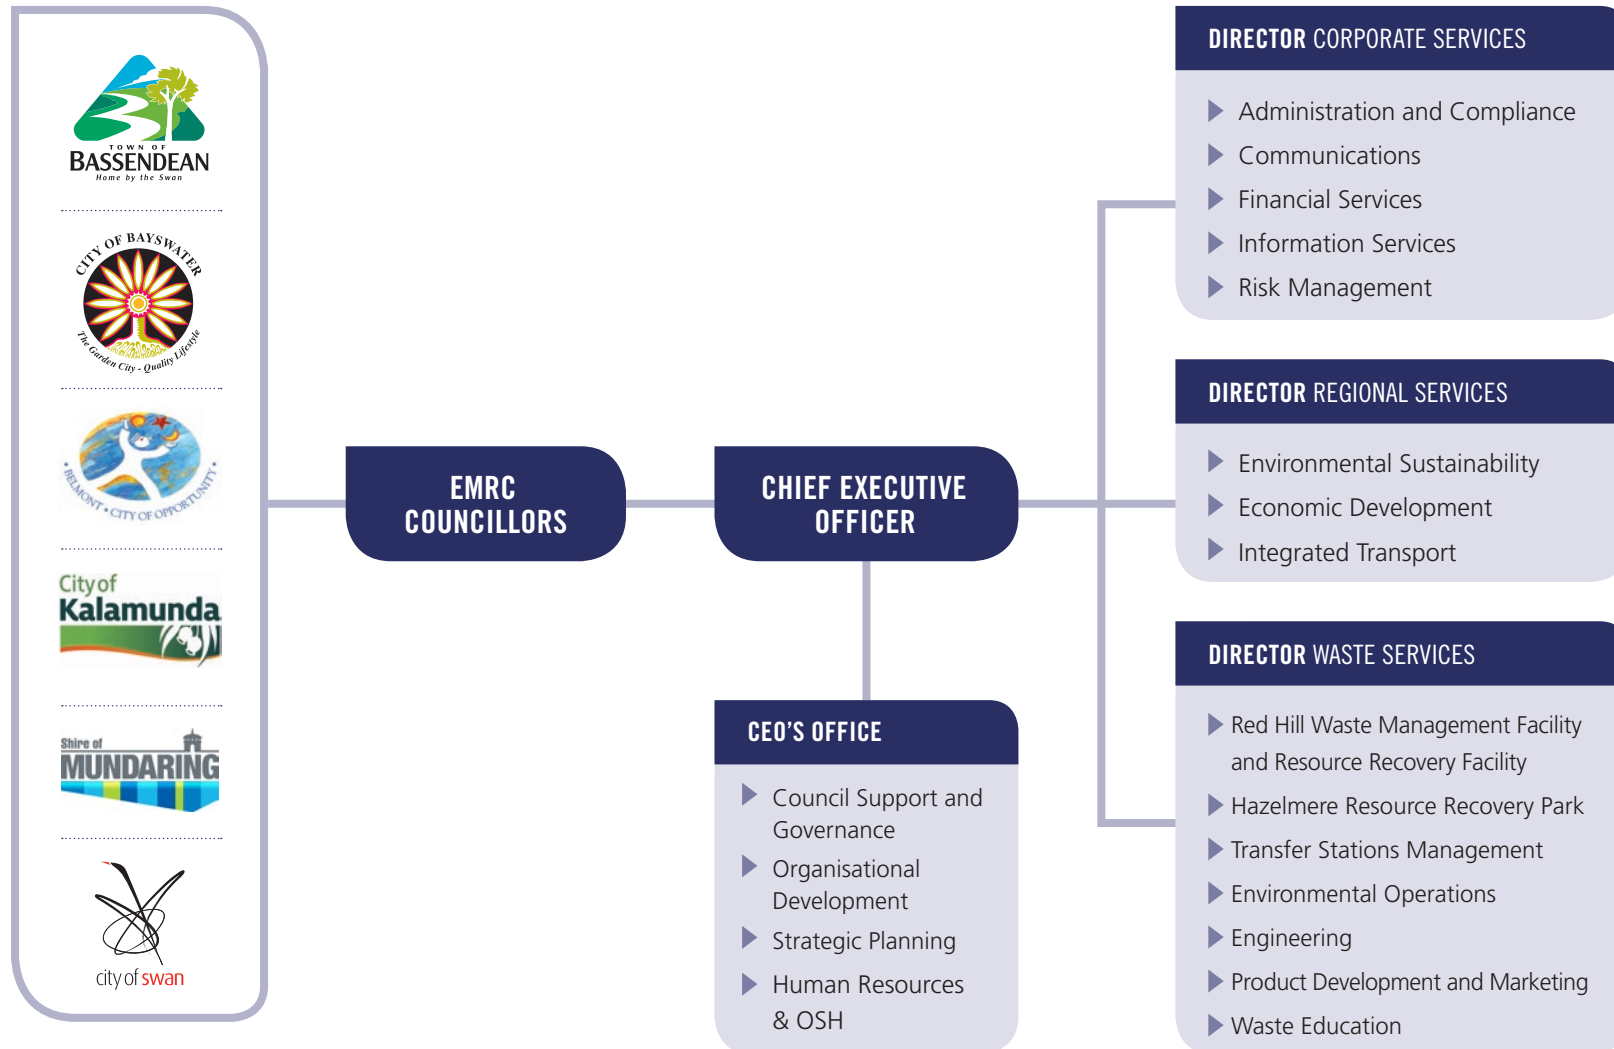 TOWN OF
BASSENDEAN
Home by the Swan
CITY OF BAYSWATER
The Garden City - Quality Lifestyle
• BELMONT • CITY OF OPPORTUNITY •
City of
Kalamunda
Shire of
MUNDARING
city of swan
EMRC
COUNCILLORS
CHIEF EXECUTIVE
OFFICER
CEO'S OFFICE
Council Support and
Governance
Organisational
Development
Strategic Planning
Human Resources
& OSH
DIRECTOR CORPORATE SERVICES
Administration and Compliance
Communications
Financial Services
Information Services
Risk Management
DIRECTOR REGIONAL SERVICES
Environmental Sustainability
Economic Development
Integrated Transport
DIRECTOR WASTE SERVICES
Red Hill Waste Management Facility
and Resource Recovery Facility
Hazelmere Resource Recovery Park
Transfer Stations Management
Environmental Operations
Engineering
Product Development and Marketing
Waste Education